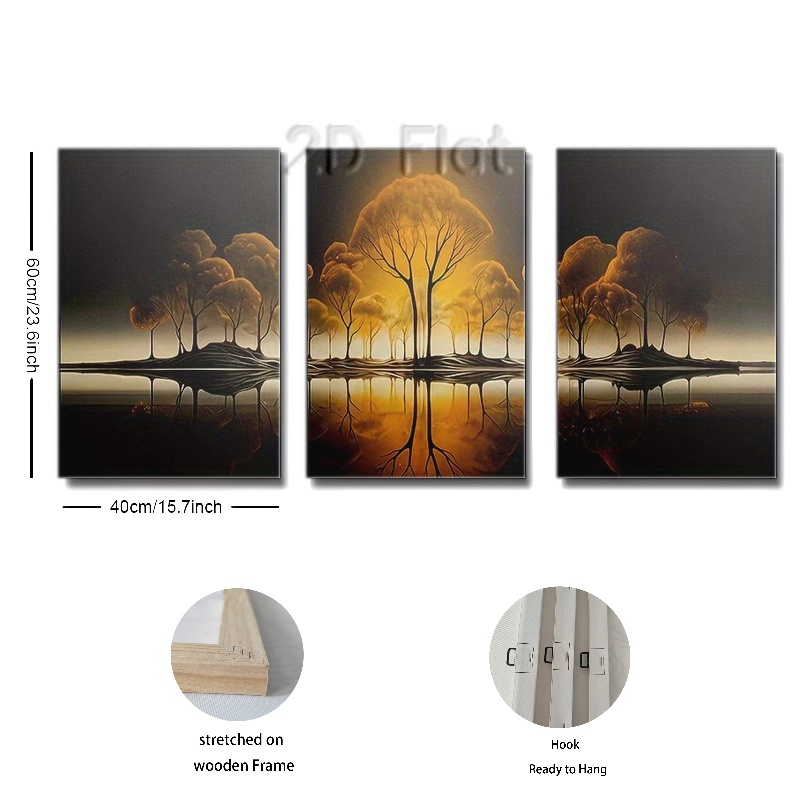 2D Flat
60cm/23.6inch
40cm/15.7inch
stretched on
wooden Frame
Hook
Ready to Hang